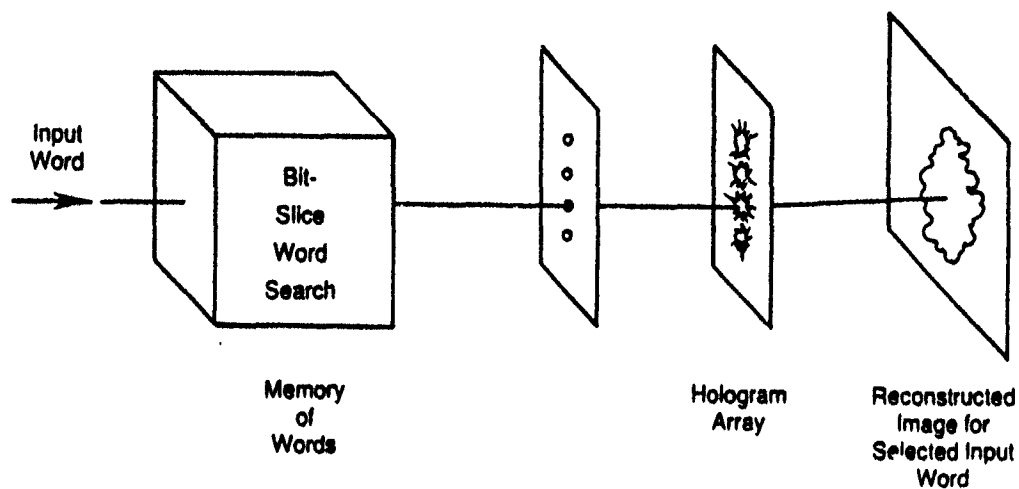 Input
Word
Bit-
Slice
Word
Search
Memory
of
Words
Hologram
Array
Reconstructed
Image for
Selected Input
Word